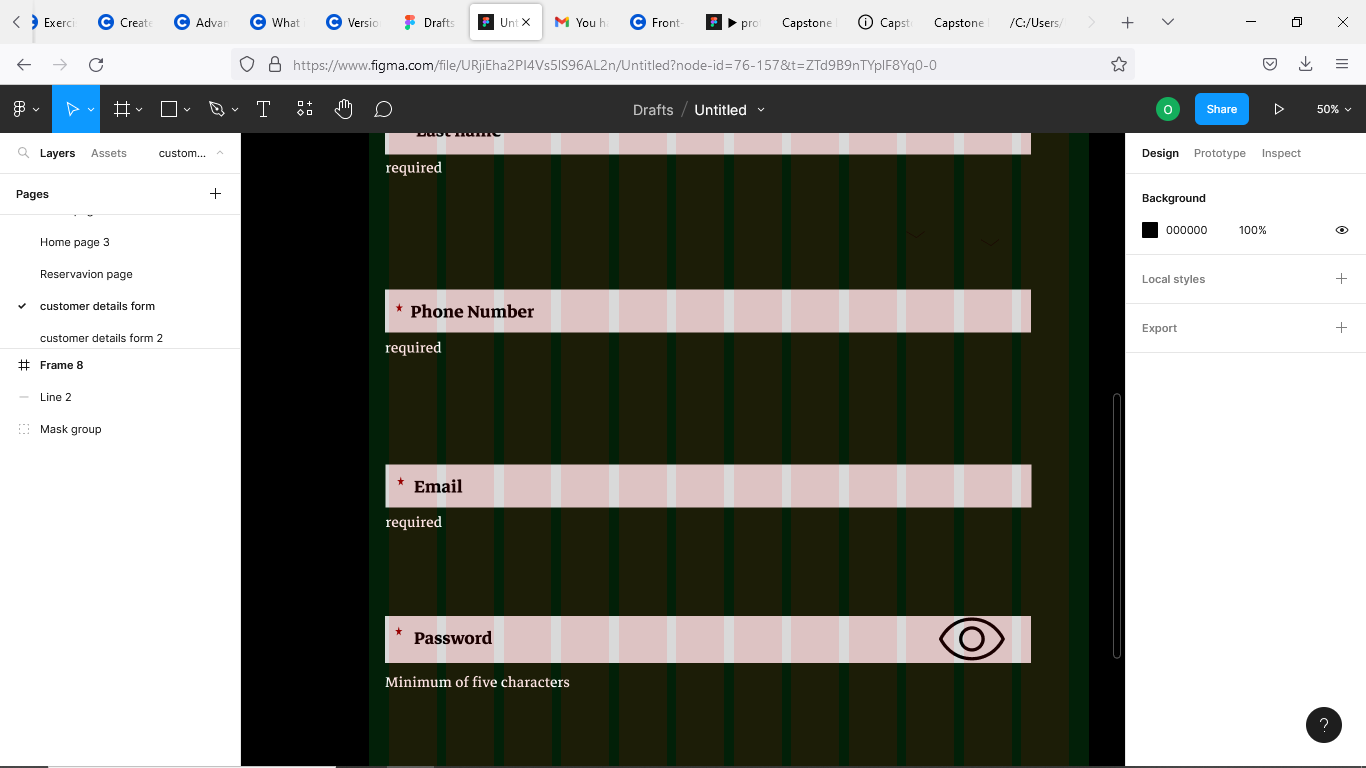 Exerci
Create
Advan
What i
Versio
Drafts
Unt
You h
Front-
▶ pro
Capstone
Capst
Capstone
/C:/Users/
https://www.figma.com/file/URJiEha2PI4Vs5lS96AL2n/Untitled?node-id=76-157&t=ZTd9B9nTYpIF8Yq0-0
Drafts / Untitled
O
Share
50%
Layers
Assets
custom...
Pages
Home page 3
Reservavion page
customer details form
customer details form 2
Frame 8
Line 2
Mask group
Last name
required
* Phone Number
required
* Email
required
* Password
Minimum of five characters
Design
Prototype
Inspect
Background
000000
100%
Local styles
Export
?